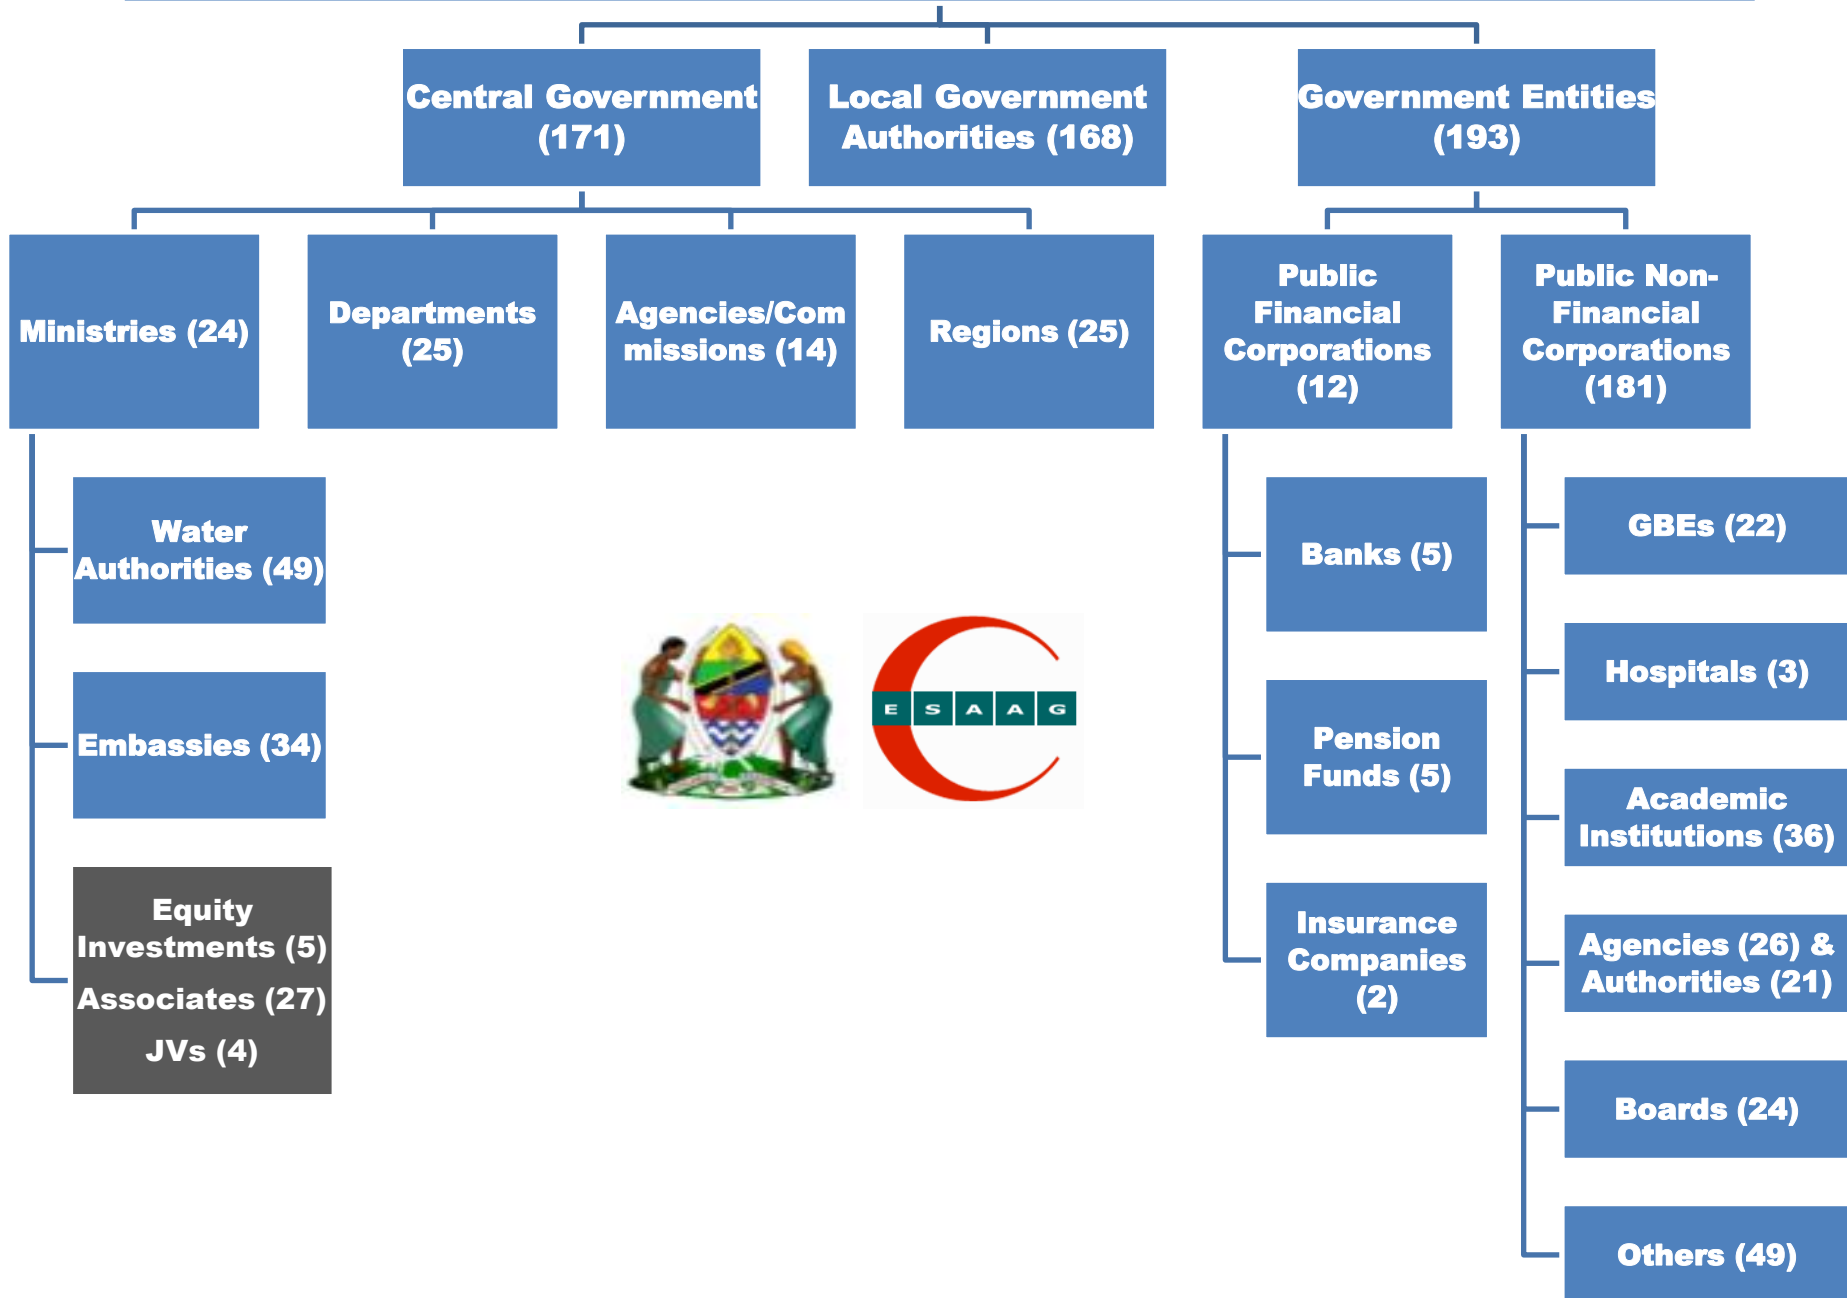 Central Government
(171)
Local Government
Authorities (168)
Government Entities
(193)
Ministries (24)
Departments
(25)
Agencies/Com
missions (14)
Regions (25)
Public
Financial
Corporations
(12)
Public Non-
Financial
Corporations
(181)
Water
Authorities (49)
Embassies (34)
Equity
Investments (5)
Associates (27)
JVs (4)
E S A A G
Banks (5)
Pension
Funds (5)
Insurance
Companies
(2)
GBEs (22)
Hospitals (3)
Academic
Institutions (36)
Agencies (26) &
Authorities (21)
Boards (24)
Others (49)